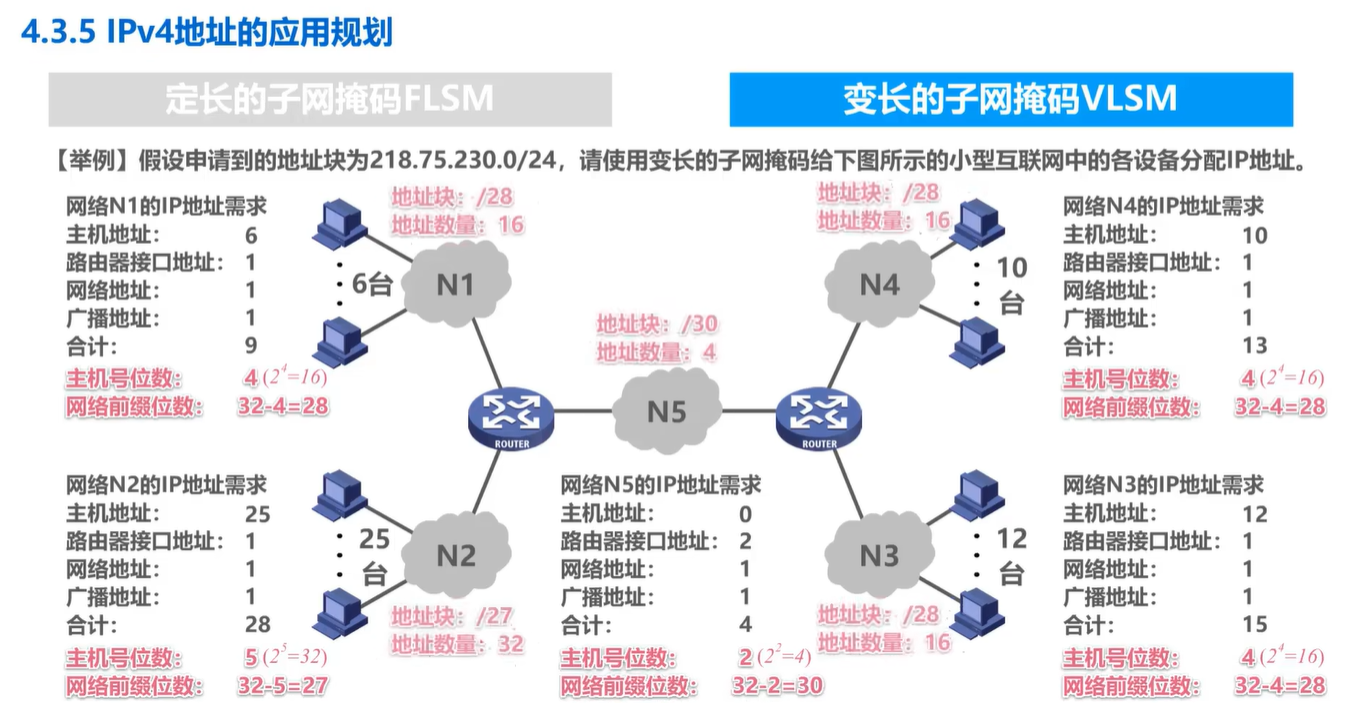 4.3.5 IPv4地址的应用规划
定长的子网掩码FLSM
变长的子网掩码VLSM
【举例】假设申请到的地址块为218.75.230.0/24，请使用变长的子网掩码给下图所示的小型互联网中的各设备分配IP地址。
网络N1的IP地址需求
主机地址： 6
路由器接口地址： 1
网络地址： 1
广播地址： 1
合计： 9
主机号位数： 4 (2^4=16)
网络前缀位数： 32-4=28
6台
地址块：/28
地址数量：16
N1
地址块：/28
地址数量：16
N4
10
台
网络N4的IP地址需求
主机地址： 10
路由器接口地址： 1
网络地址： 1
广播地址： 1
合计： 13
主机号位数： 4 (2^4=16)
网络前缀位数： 32-4=28
地址块：/30
地址数量：4
N5
ROUTER
ROUTER
网络N2的IP地址需求
主机地址： 25
路由器接口地址： 1
网络地址： 1
广播地址： 1
合计： 28
主机号位数： 5 (2^5=32)
网络前缀位数： 32-5=27
25
台
N2
地址块：/27
地址数量：32
网络N5的IP地址需求
主机地址： 0
路由器接口地址： 2
网络地址： 1
广播地址： 1
合计： 4
主机号位数： 2 (2^2=4)
网络前缀位数： 32-2=30
N3
12
台
地址块：/28
地址数量：16
网络N3的IP地址需求
主机地址： 12
路由器接口地址： 1
网络地址： 1
广播地址： 1
合计： 15
主机号位数： 4 (2^4=16)
网络前缀位数： 32-4=28